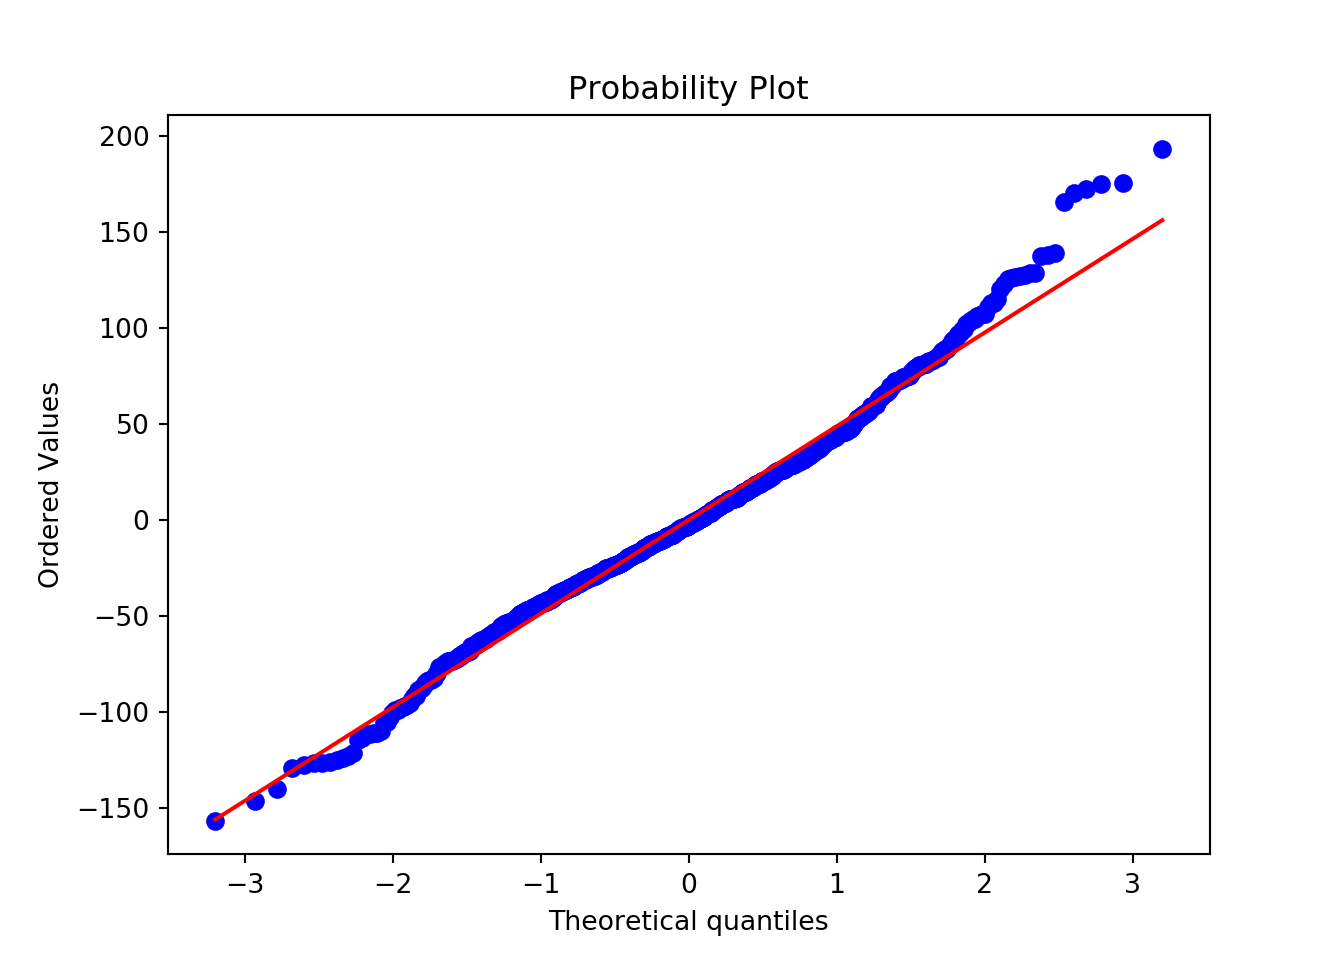 Probability Plot
200
150
100
50
0
−50
−100
−150
Ordered Values
−3 −2 −1 0 1 2 3
Theoretical quantiles